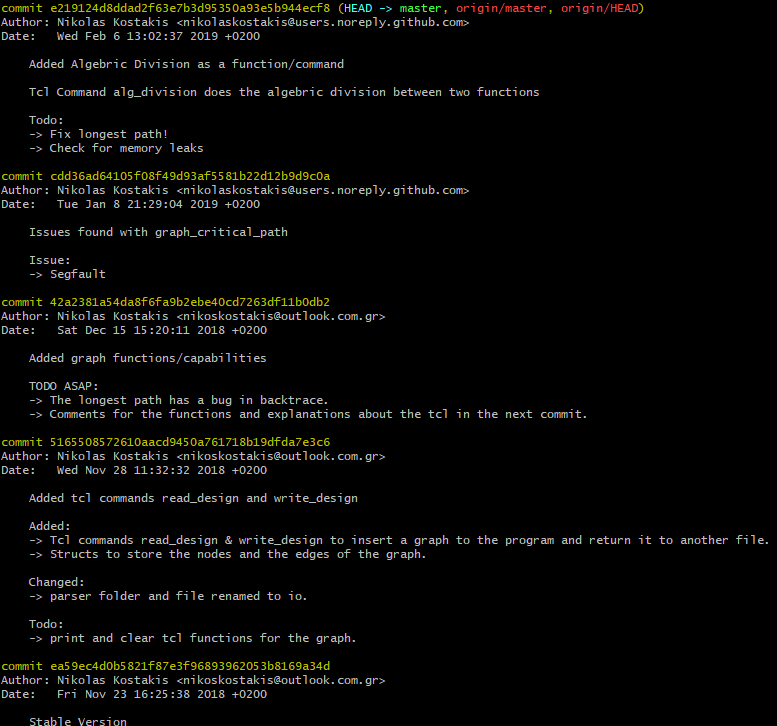 commit e219124d8ddad2f63e7b3d95350a93e5b944ecf8 (HEAD -> master, origin/master, origin/HEAD)
Author: Nikolas Kostakis <nikolaskostakis@users.noreply.github.com>
Date:   Wed Feb 6 13:02:37 2019 +0200
Added Algebric Division as a function/command
Tcl Command alg_division does the algebric division between two functions
Todo:
-> Fix longest path!
-> Check for memory leaks
commit cdd36ad64105f08f49d93af5581b22d12b9d9c0a
Author: Nikolas Kostakis <nikolaskostakis@users.noreply.github.com>
Date:   Tue Jan 8 21:29:04 2019 +0200
Issues found with graph_critical_path
Issue:
-> Segfault
commit 42a2381a54da8f6fa9b2ebe40cd7263df11b0db2
Author: Nikolas Kostakis <nikoskostakis@outlook.com.gr>
Date:   Sat Dec 15 15:20:11 2018 +0200
Added graph functions/capabilities
TODO ASAP:
-> The longest path has a bug in backtrace.
-> Comments for the functions and explanations about the tcl in the next commit.
commit 5165508572610aacd9450a761718b19dfda7e3c6
Author: Nikolas Kostakis <nikoskostakis@outlook.com.gr>
Date:   Wed Nov 28 11:32:32 2018 +0200
Added tcl commands read_design and write_design
Added:
-> Tcl commands read_design & write_design to insert a graph to the program and return it to another file.
-> Structs to store the nodes and the edges of the graph.
Changed:
-> parser folder and file renamed to io.
Todo:
-> print and clear tcl functions for the graph.
commit ea59ec4d0b5821f87e3f96893962053b8169a34d
Author: Nikolas Kostakis <nikoskostakis@outlook.com.gr>
Date:   Fri Nov 23 16:25:38 2018 +0200
Stable Version